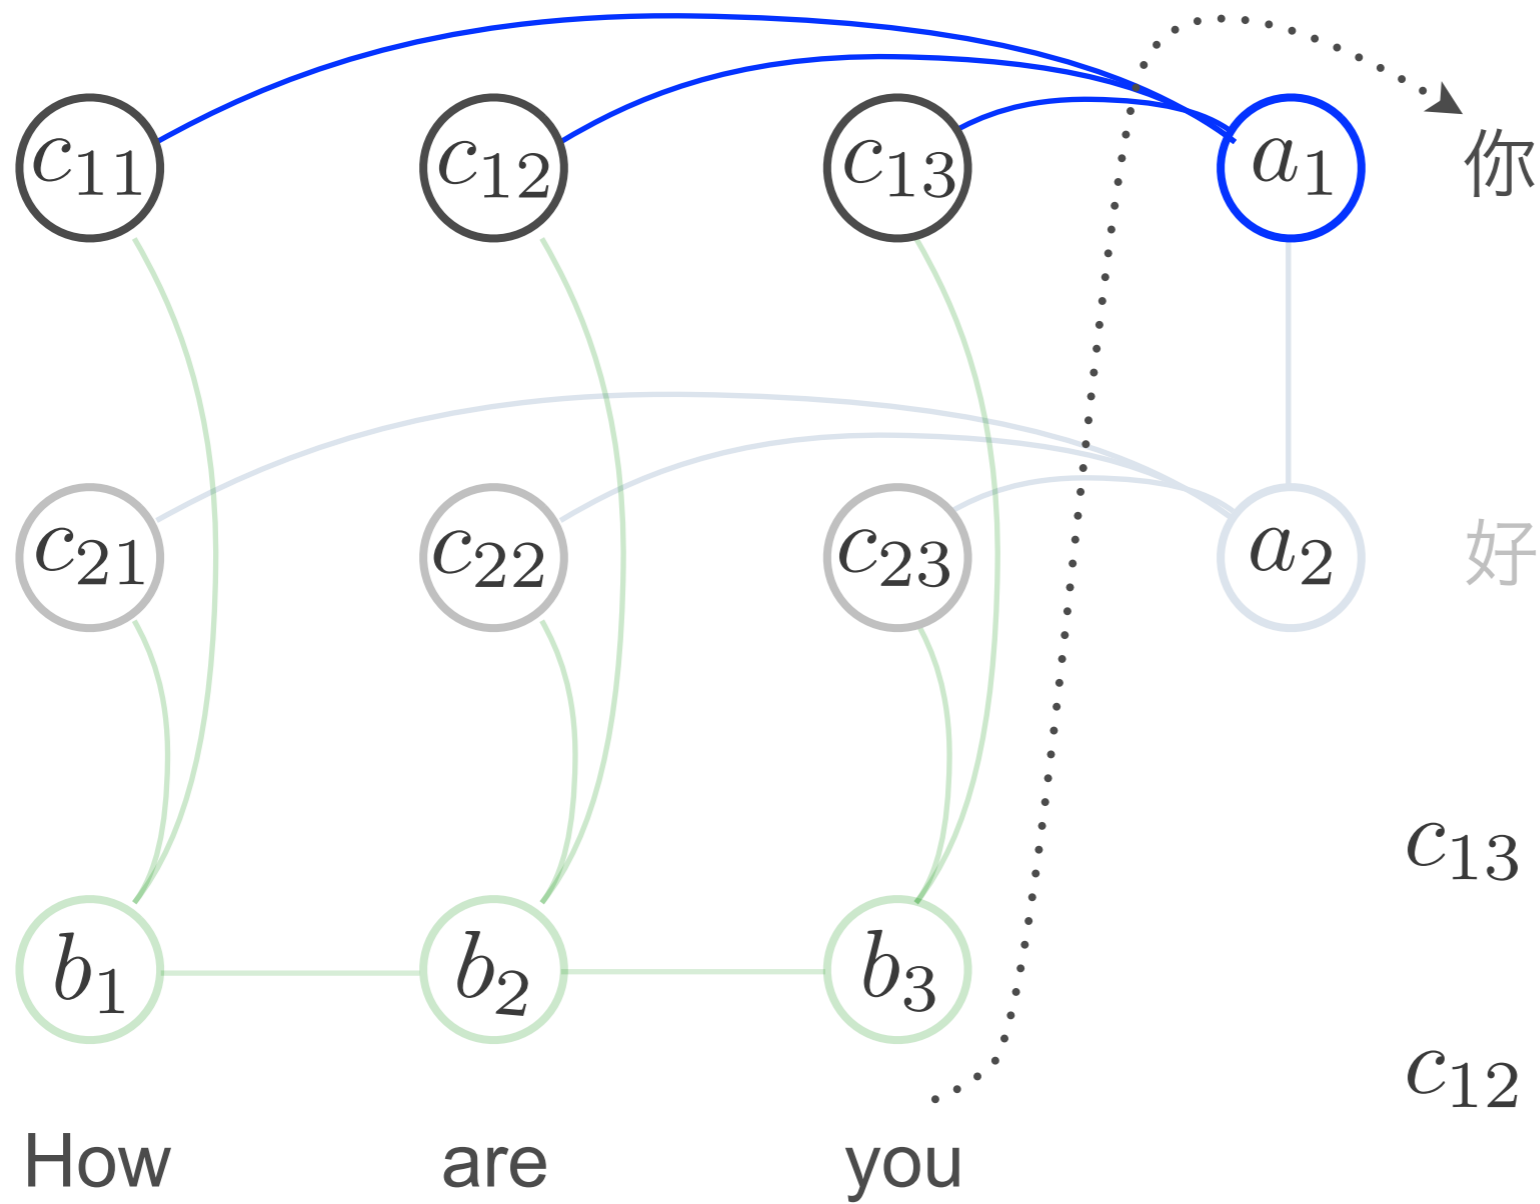 c₁₁ c₁₂ c₁₃ a₁ 你
c₂₁ c₂₂ c₂₃ a₂ 好
c₁₃
b₁ b₂ b₃
c₁₂
How are you